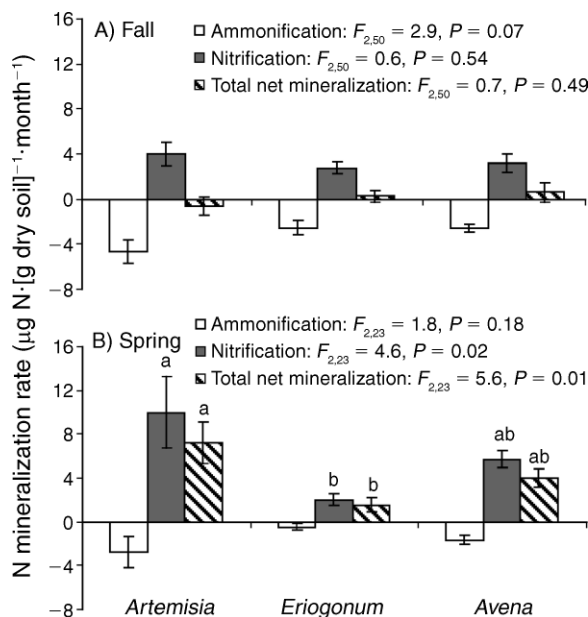 A) Fall
Ammonification: F2,50 = 2.9, P = 0.07
Nitrification: F2,50 = 0.6, P = 0.54
Total net mineralization: F2,50 = 0.7, P = 0.49
16
12
8
4
0
−4
−8
N mineralization rate (µg N·[g dry soil]⁻¹·month⁻¹)
B) Spring
Ammonification: F2,23 = 1.8, P = 0.18
Nitrification: F2,23 = 4.6, P = 0.02
Total net mineralization: F2,23 = 5.6, P = 0.01
16
12
8
4
0
−4
−8
a
a
b
b
ab
ab
Artemisia
Eriogonum
Avena